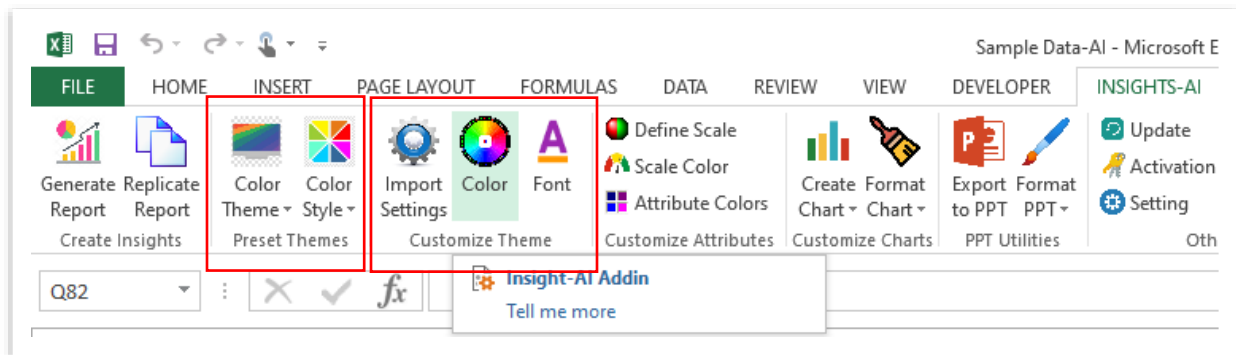 Sample Data-AI - Microsoft E
FILE HOME INSERT PAGE LAYOUT FORMULAS DATA REVIEW VIEW DEVELOPER INSIGHTS-AI
Generate Report
Replicate Report
Create Insights
Color Theme
Color Style
Preset Themes
Import Settings
Color
Font
Customize Theme
Define Scale
Scale Color
Attribute Colors
Customize Attributes
Create Chart
Format Chart
Customize Charts
Export to PPT
Format PPT
PPT Utilities
Update
Activation
Setting
Oth
Q82
fx
Insight-AI Addin
Tell me more